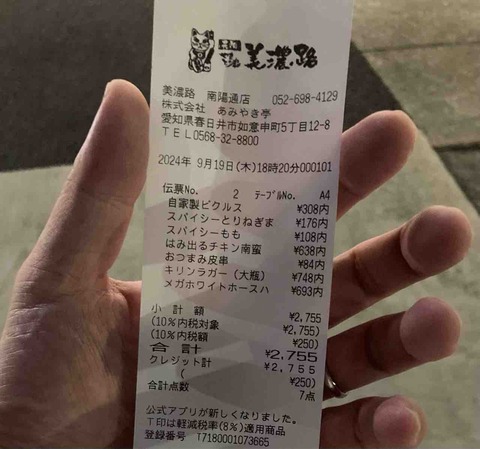 美濃路
美濃路 南陽通店 052-698-4129
株式会社 あみやき亭
愛知県春日井市如意申町5丁目12-8
TEL0568-32-8800
2024年 9月19日(木)18時20分000101
伝票No. 2 テーブルNo. A4
自家製ピクルス ¥308内
スパイシーとりねぎま ¥176内
スパイシーもも ¥108内
はみ出るチキン南蛮 ¥638内
おつまみ皮串 ¥84内
キリンラガー(大瓶) ¥748内
メガホワイトホースハ ¥693内
小計額 ¥2,755
(10%内税対象 ¥2,755)
(10%内税額 ¥250)
合計 ¥2,755
クレジット計 ¥2,755
( ¥250)
合計点数 7点
公式アプリが新しくなりました。
T印は軽減税率(8%)適用商品
登録番号 T7180001073665